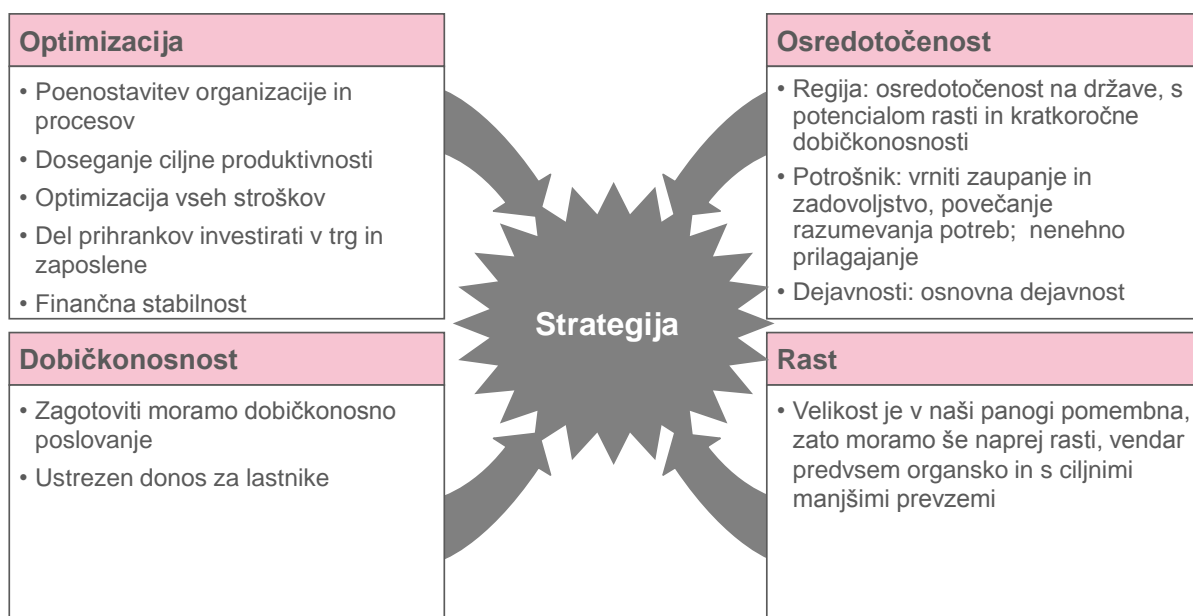 Optimizacija
• Poenostavitev organizacije in
procesov
• Doseganje ciljne produktivnosti
• Optimizacija vseh stroškov
• Del prihrankov investirati v trg in
zaposlene
• Finančna stabilnost
Osredotočenost
• Regija: osredotočenost na države, s
potencialom rasti in kratkoročne
dobičkonosnosti
• Potrošnik: vrniti zaupanje in
zadovoljstvo, povečanje
razumevanja potreb; nenehno
prilagajanje
• Dejavnosti: osnovna dejavnost
Strategija
Dobičkonosnost
• Zagotoviti moramo dobičkonosno
poslovanje
• Ustrezen donos za lastnike
Rast
• Velikost je v naši panogi pomembna,
zato moramo še naprej rasti, vendar
predvsem organsko in s ciljnimi
manjšimi prevzemi